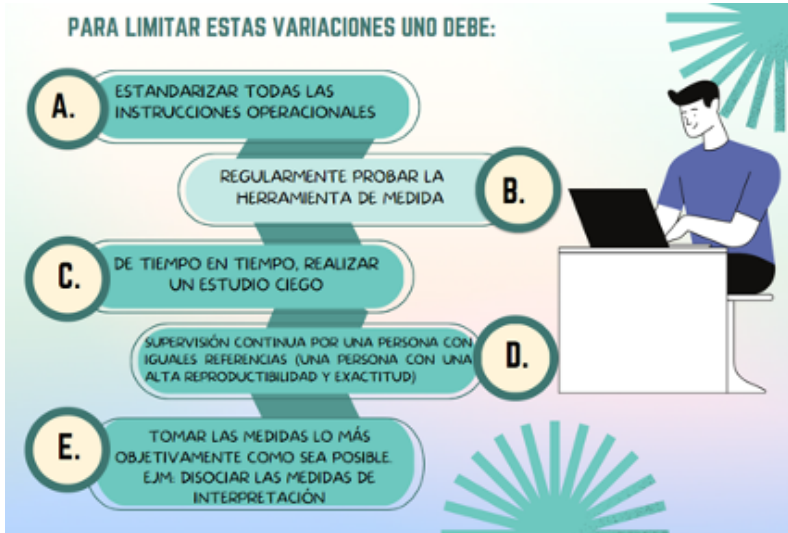 PARA LIMITAR ESTAS VARIACIONES UNO DEBE:
A.
ESTANDARIZAR TODAS LAS
INSTRUCCIONES OPERACIONALES
REGULARMENTE PROBAR LA
HERRAMIENTA DE MEDIDA
B.
C.
DE TIEMPO EN TIEMPO, REALIZAR
UN ESTUDIO CIEGO
SUPERVISIÓN CONTINUA POR UNA PERSONA CON
IGUALES REFERENCIAS (UNA PERSONA CON UNA
ALTA REPRODUCTIBILIDAD Y EXACTITUD)
D.
E.
TOMAR LAS MEDIDAS LO MÁS
OBJETIVAMENTE COMO SEA POSIBLE.
EJM: DISOCIAR LAS MEDIDAS DE
INTERPRETACIÓN